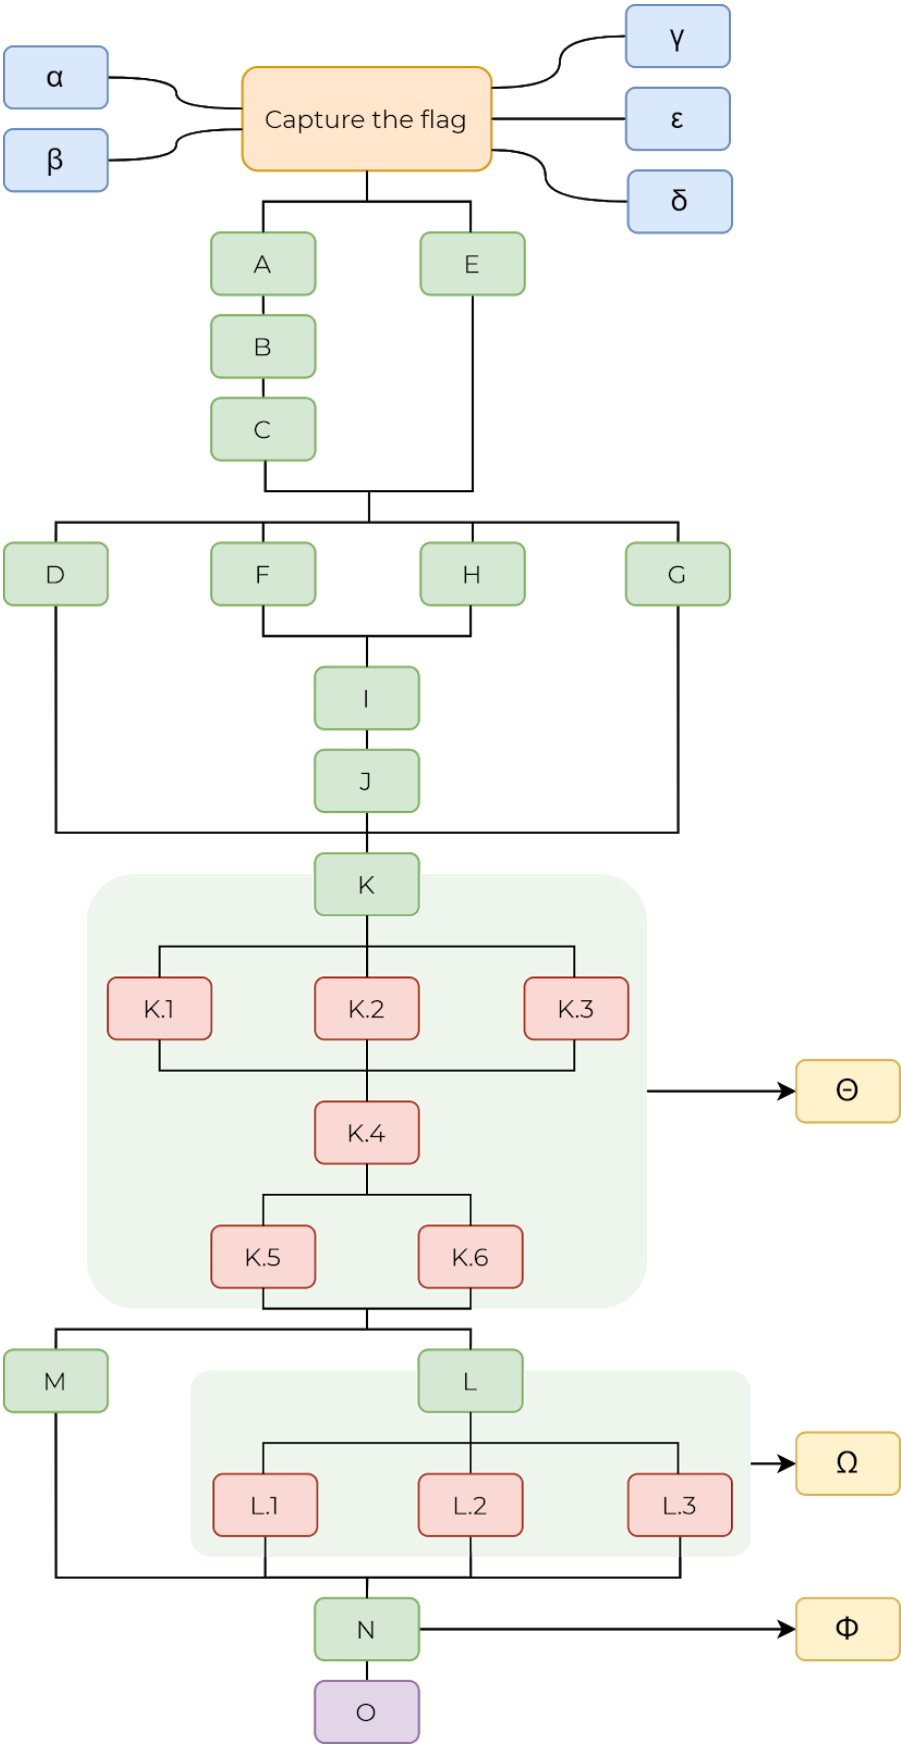 γ
α
Capture the flag
ε
β
δ
A
E
B
C
D
F
H
G
I
J
K
K.1
K.2
K.3
Θ
K.4
K.5
K.6
M
L
Ω
L.1
L.2
L.3
N
Φ
O